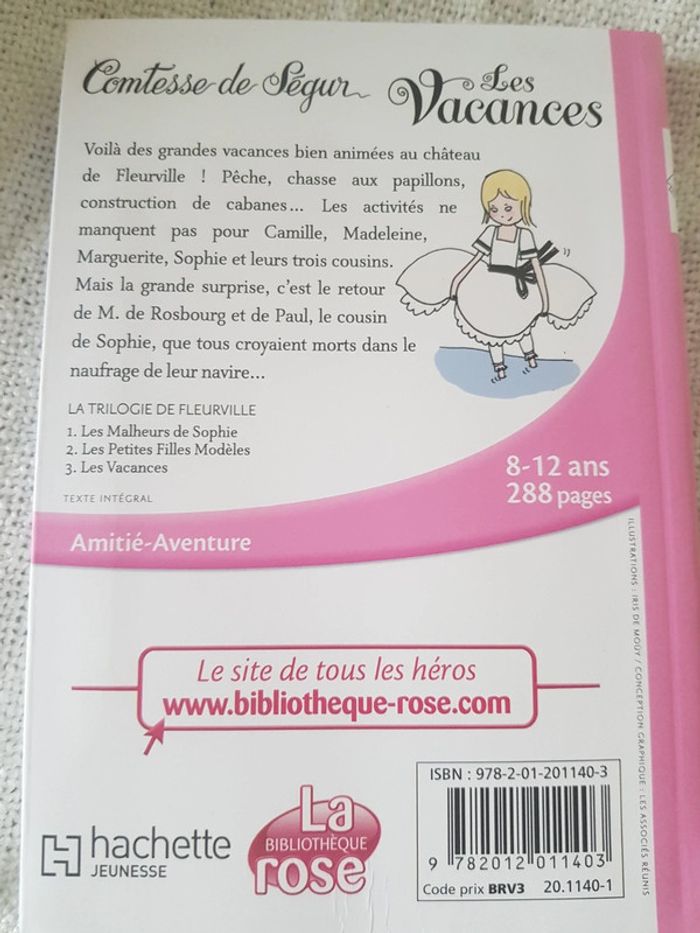 Comtesse de Ségur
Les
Vacances
Voilà des grandes vacances bien animées au château
de Fleurville ! Pêche, chasse aux papillons,
construction de cabanes... Les activités ne
manquent pas pour Camille, Madeleine,
Marguerite, Sophie et leurs trois cousins.
Mais la grande surprise, c'est le retour
de M. de Rosbourg et de Paul, le cousin
de Sophie, que tous croyaient morts dans le
naufrage de leur navire...
LA TRILOGIE DE FLEURVILLE
1. Les Malheurs de Sophie
2. Les Petites Filles Modèles
3. Les Vacances
TEXTE INTÉGRAL
8-12 ans
288 pages
Amitié-Aventure
ILLUSTRATIONS : IRIS DE MOÜY / CONCEPTION GRAPHIQUE : LES ASSOCIÉS RÉUNIS
Le site de tous les héros
www.bibliotheque-rose.com
hachette
JEUNESSE
La
BIBLIOTHÈQUE
rose
ISBN : 978-2-01-201140-3
9 782012 011403
Code prix BRV3 20.1140-1